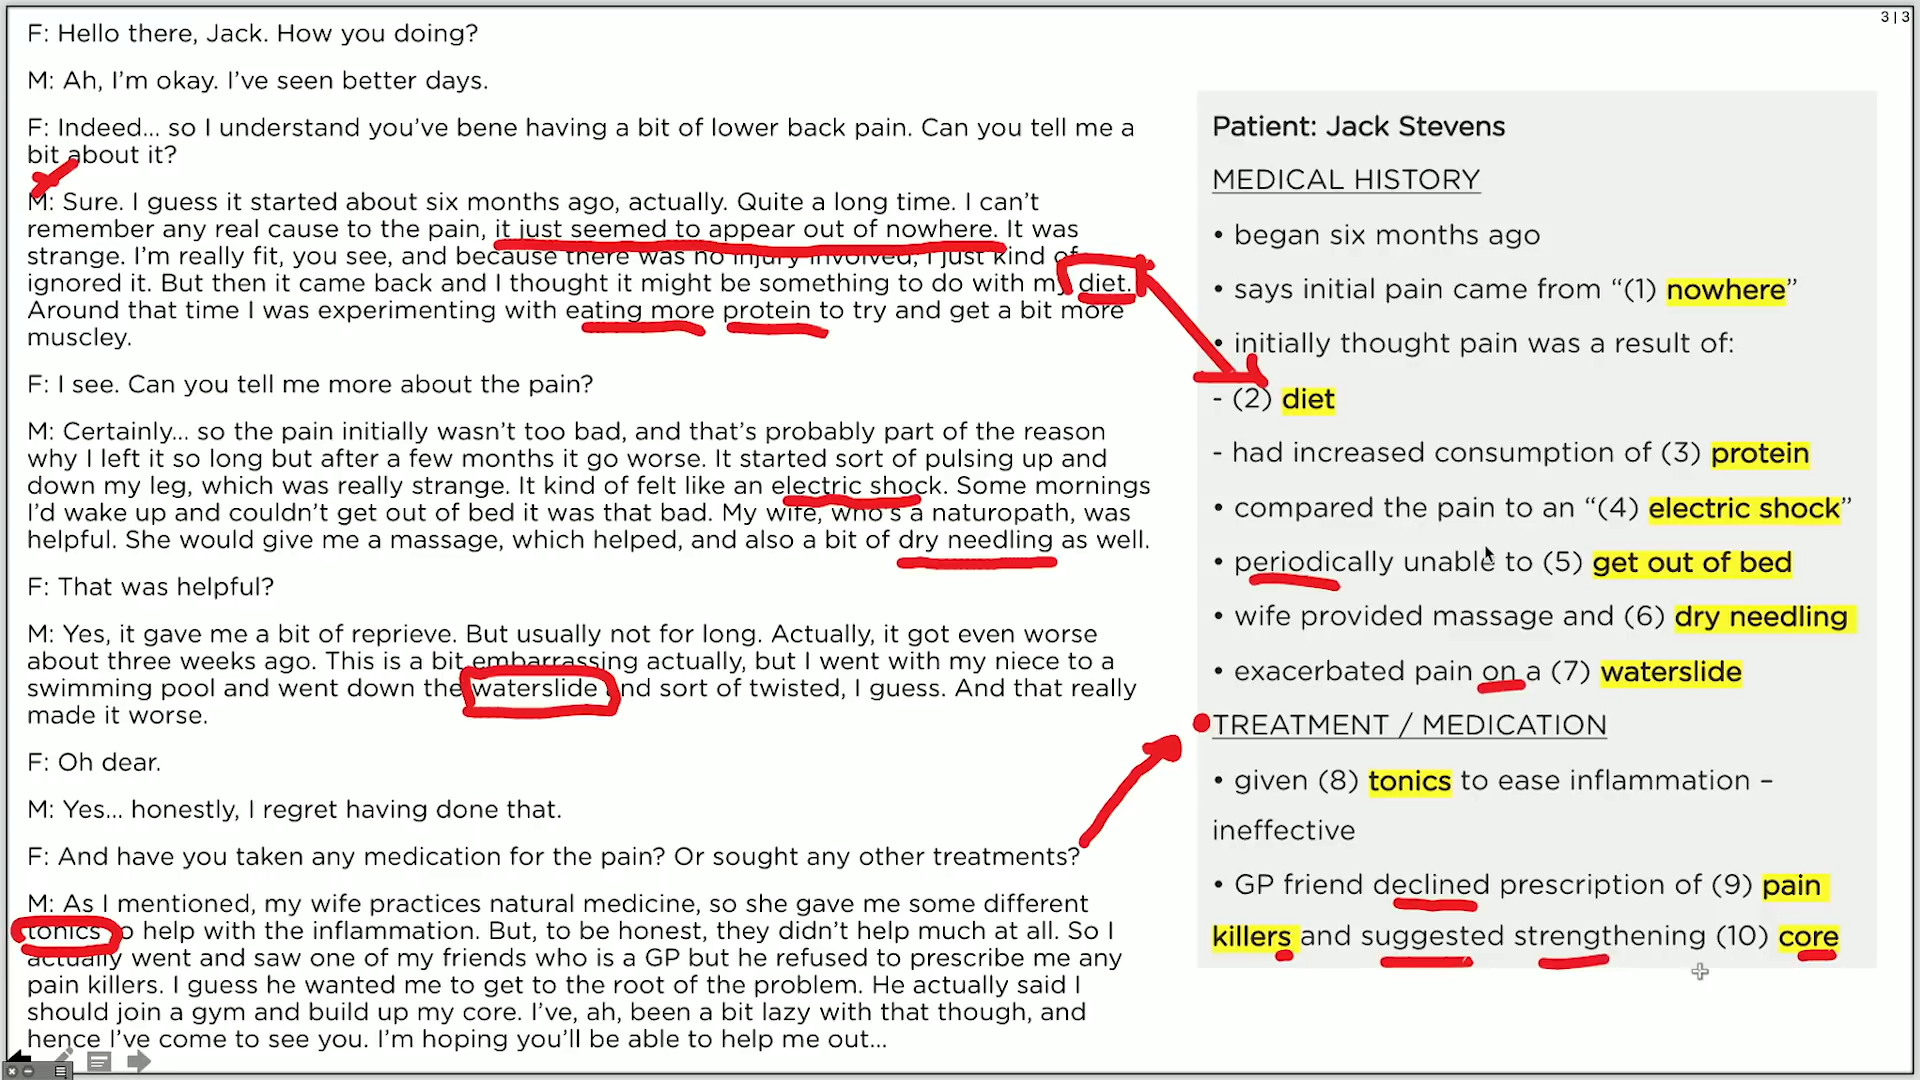 3 | 3
F: Hello there, Jack. How you doing?
M: Ah, I'm okay. I've seen better days.
F: Indeed... so I understand you've bene having a bit of lower back pain. Can you tell me a
bit about it?
M: Sure. I guess it started about six months ago, actually. Quite a long time. I can't
remember any real cause to the pain, it just seemed to appear out of nowhere. It was
strange. I'm really fit, you see, and because there was no injury involved, I just kind of
ignored it. But then it came back and I thought it might be something to do with my diet.
Around that time I was experimenting with eating more protein to try and get a bit more
muscley.
F: I see. Can you tell me more about the pain?
M: Certainly... so the pain initially wasn't too bad, and that's probably part of the reason
why I left it so long but after a few months it go worse. It started sort of pulsing up and
down my leg, which was really strange. It kind of felt like an electric shock. Some mornings
I'd wake up and couldn't get out of bed it was that bad. My wife, who's a naturopath, was
helpful. She would give me a massage, which helped, and also a bit of dry needling as well.
F: That was helpful?
M: Yes, it gave me a bit of reprieve. But usually not for long. Actually, it got even worse
about three weeks ago. This is a bit embarrassing actually, but I went with my niece to a
swimming pool and went down the waterslide and sort of twisted, I guess. And that really
made it worse.
F: Oh dear.
M: Yes... honestly, I regret having done that.
F: And have you taken any medication for the pain? Or sought any other treatments?
M: As I mentioned, my wife practices natural medicine, so she gave me some different
tonics to help with the inflammation. But, to be honest, they didn't help much at all. So I
actually went and saw one of my friends who is a GP but he refused to prescribe me any
pain killers. I guess he wanted me to get to the root of the problem. He actually said I
should join a gym and build up my core. I've, ah, been a bit lazy with that though, and
hence I've come to see you. I'm hoping you'll be able to help me out...
Patient: Jack Stevens
MEDICAL HISTORY
• began six months ago
• says initial pain came from “(1) nowhere”
• initially thought pain was a result of:
- (2) diet
- had increased consumption of (3) protein
• compared the pain to an “(4) electric shock”
• periodically unable to (5) get out of bed
• wife provided massage and (6) dry needling
• exacerbated pain on a (7) waterslide
TREATMENT / MEDICATION
• given (8) tonics to ease inflammation –
ineffective
• GP friend declined prescription of (9) pain
killers and suggested strengthening (10) core